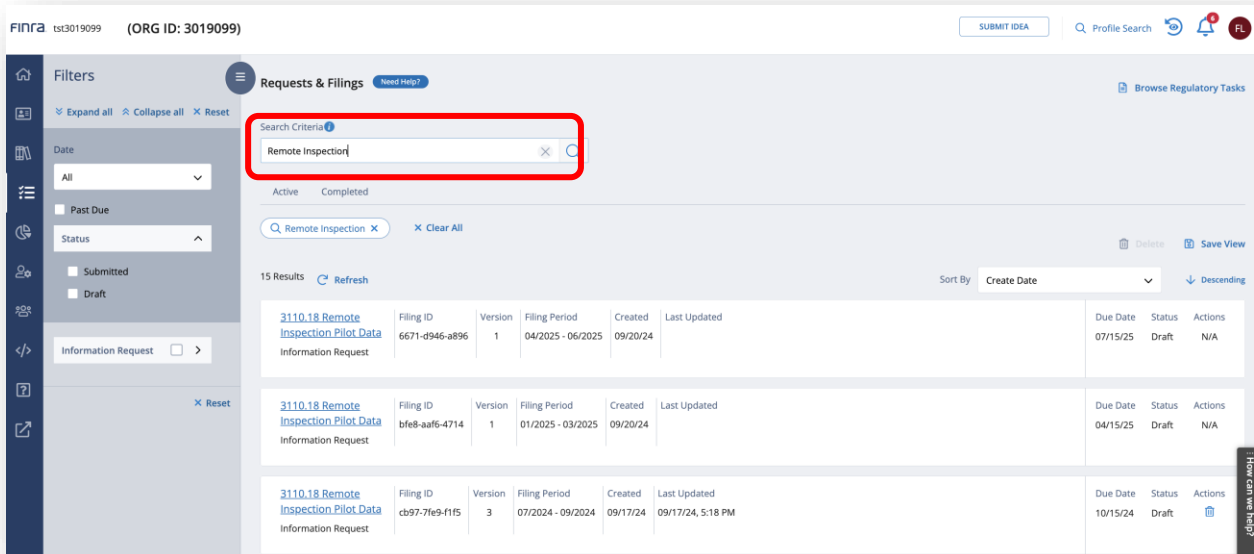 FINra tst3019099 (ORG ID: 3019099) SUBMIT IDEA Profile Search 6 FL
Filters
Expand all Collapse all Reset
Date
All
Past Due
Status
Submitted
Draft
Information Request
Reset
Requests & Filings Need Help?
Browse Regulatory Tasks
Search Criteria
Remote Inspection
Active Completed
Remote Inspection Clear All
Delete Save View
15 Results Refresh Sort By Create Date Descending
3110.18 Remote Filing ID Version Filing Period Created Last Updated Due Date Status Actions
Inspection Pilot Data 6671-d946-a896 1 04/2025 - 06/2025 09/20/24 07/15/25 Draft N/A
Information Request
3110.18 Remote Filing ID Version Filing Period Created Last Updated Due Date Status Actions
Inspection Pilot Data bfe8-aaf6-4714 1 01/2025 - 03/2025 09/20/24 04/15/25 Draft N/A
Information Request
3110.18 Remote Filing ID Version Filing Period Created Last Updated Due Date Status Actions
Inspection Pilot Data cb97-7fe9-f1f5 3 07/2024 - 09/2024 09/17/24 09/17/24, 5:18 PM 10/15/24 Draft
Information Request
How can we help?